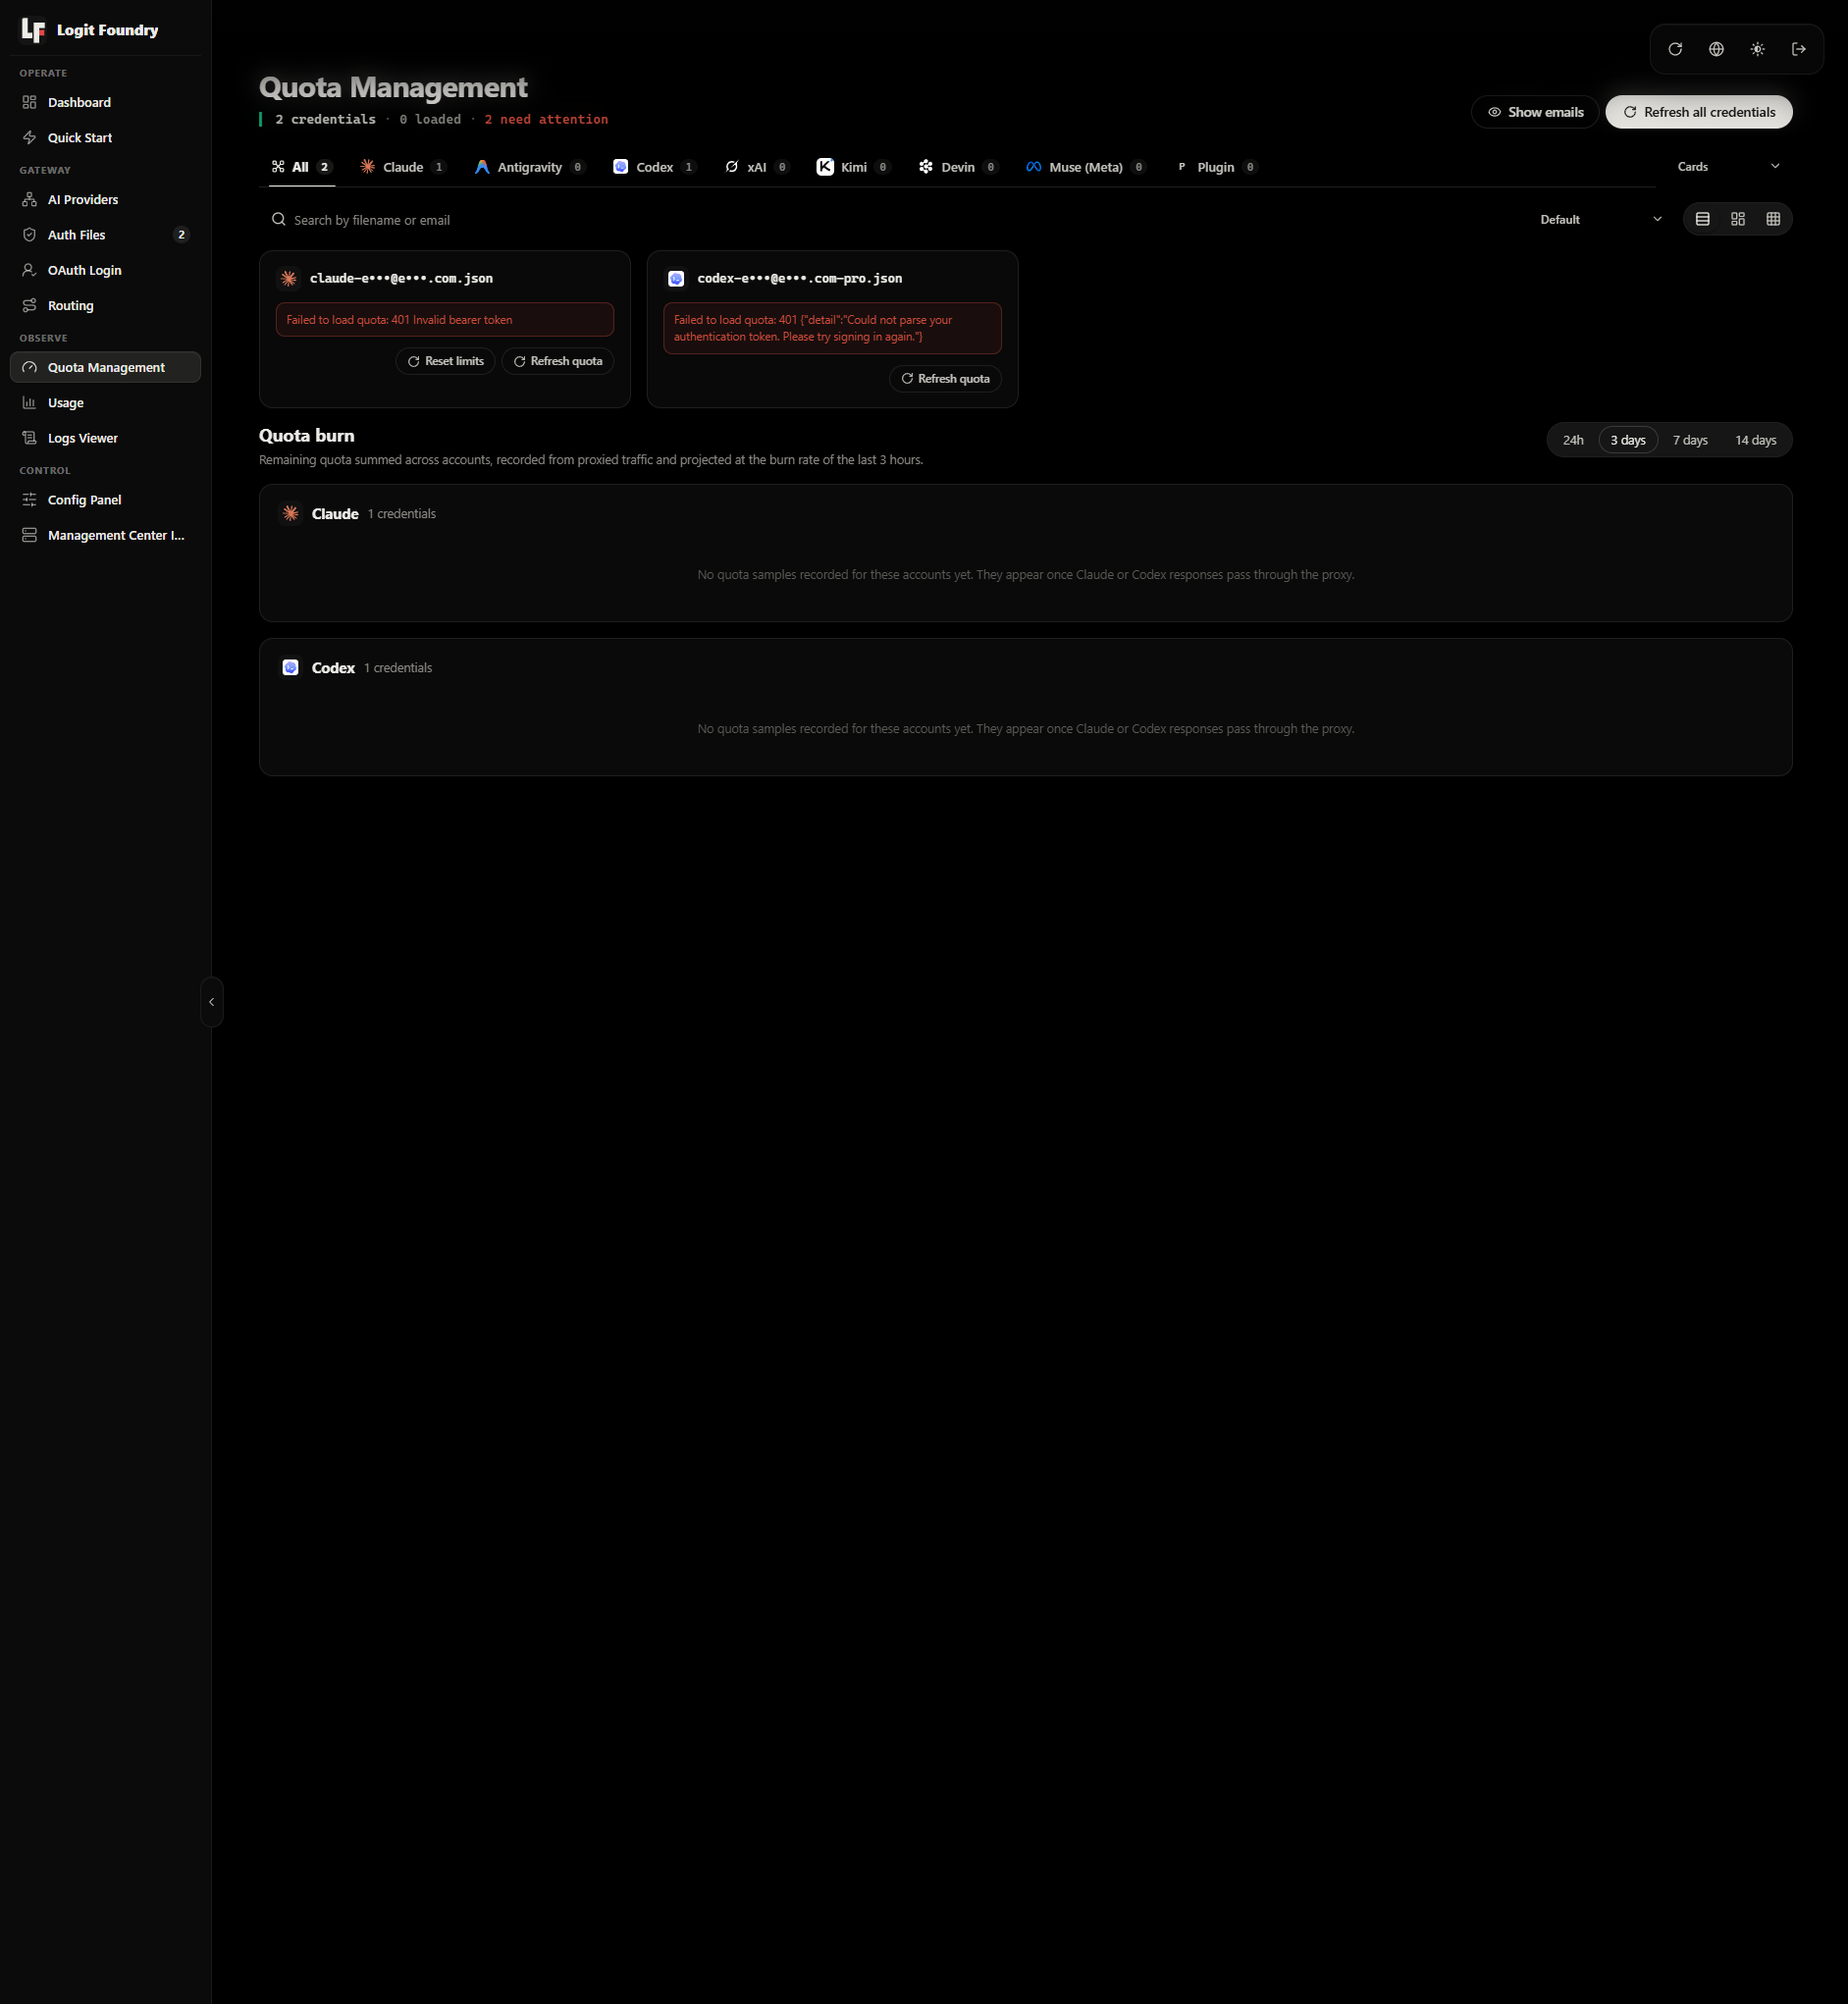 Logit Foundry
OPERATE
Dashboard
Quick Start
GATEWAY
AI Providers
Auth Files 2
OAuth Login
Routing
OBSERVE
Quota Management
Usage
Logs Viewer
CONTROL
Config Panel
Management Center I...
Quota Management
2 credentials · 0 loaded · 2 need attention
Show emails
Refresh all credentials
All 2
Claude 1
Antigravity 0
Codex 1
xAI 0
Kimi 0
Devin 0
Muse (Meta) 0
P Plugin 0
Cards
Search by filename or email
Default
claude-e•••@e•••.com.json
Failed to load quota: 401 Invalid bearer token
Reset limits
Refresh quota
codex-e•••@e•••.com-pro.json
Failed to load quota: 401 {"detail":"Could not parse your
authentication token. Please try signing in again."}
Refresh quota
Quota burn
Remaining quota summed across accounts, recorded from proxied traffic and projected at the burn rate of the last 3 hours.
24h
3 days
7 days
14 days
Claude 1 credentials
No quota samples recorded for these accounts yet. They appear once Claude or Codex responses pass through the proxy.
Codex 1 credentials
No quota samples recorded for these accounts yet. They appear once Claude or Codex responses pass through the proxy.